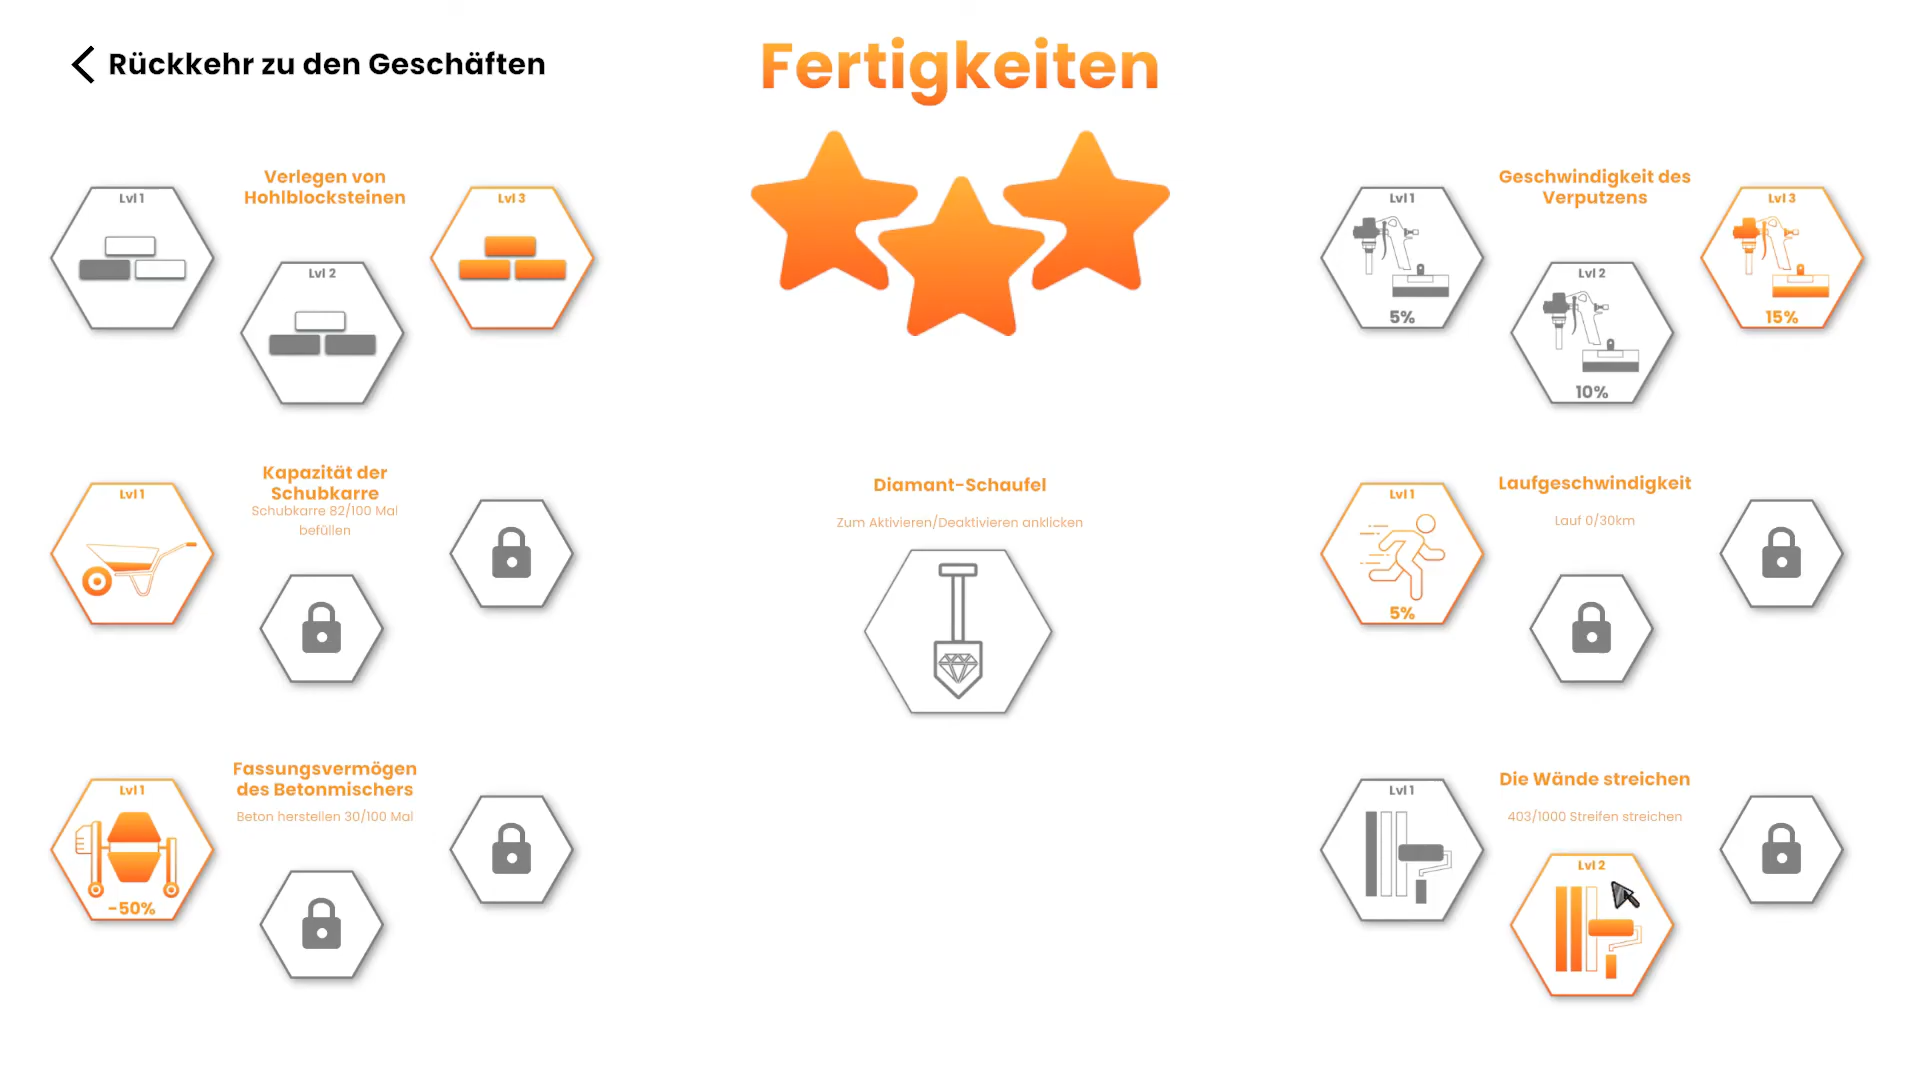 Rückkehr zu den Geschäften
Fertigkeiten
Verlegen von
Hohlblocksteinen
Lvl 1
Lvl 2
Lvl 3
Geschwindigkeit des
Verputzens
Lvl 1
5%
Lvl 2
10%
Lvl 3
15%
Kapazität der
Schubkarre
Schubkarre 82/100 Mal
befüllen
Lvl 1
Diamant-Schaufel
Zum Aktivieren/Deaktivieren anklicken
Laufgeschwindigkeit
Lauf 0/30km
Lvl 1
5%
Fassungsvermögen
des Betonmischers
Beton herstellen 30/100 Mal
Lvl 1
-50%
Die Wände streichen
403/1000 Streifen streichen
Lvl 1
Lvl 2